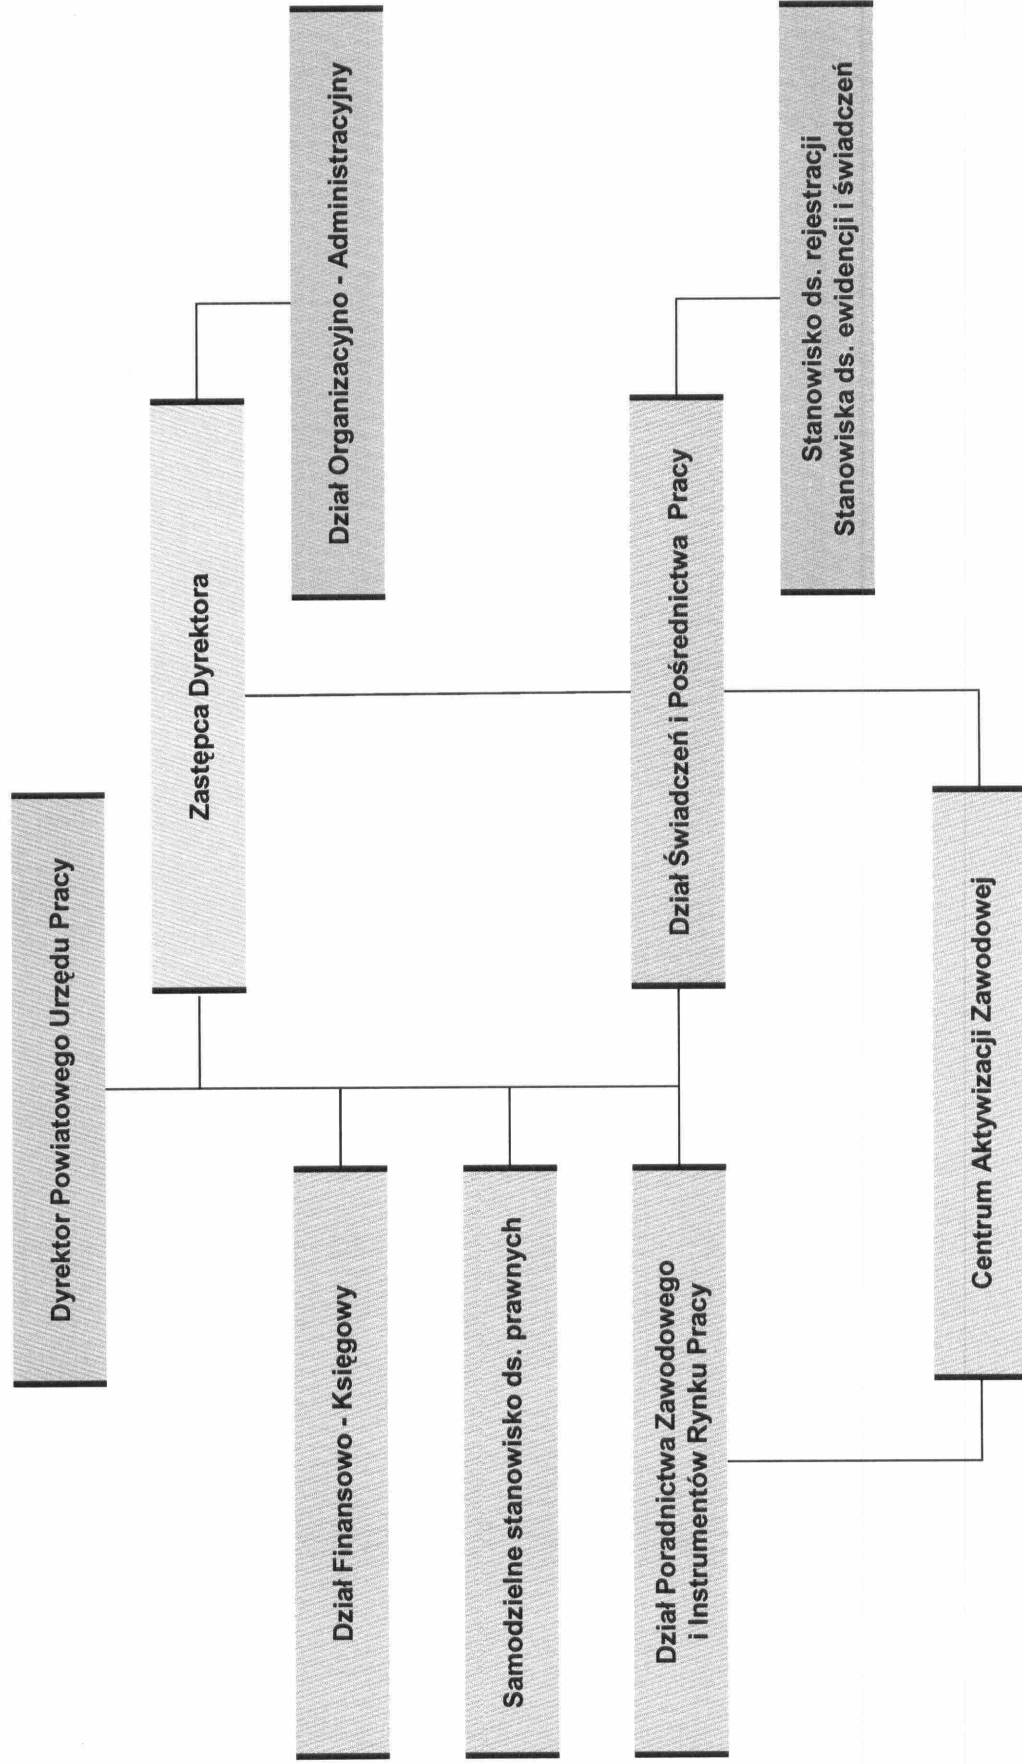 Dyrektor Powiatowego Urzędu Pracy
Zastępca Dyrektora
Dział Finansowo - Księgowy
Dział Organizacyjno - Administracyjny
Samodzielne stanowisko ds. prawnych
Dział Poradnictwa Zawodowego
i Instrumentów Rynku Pracy
Dział Świadczeń i Pośrednictwa Pracy
Stanowisko ds. rejestracji
Stanowiska ds. ewidencji i świadczeń
Centrum Aktywizacji Zawodowej